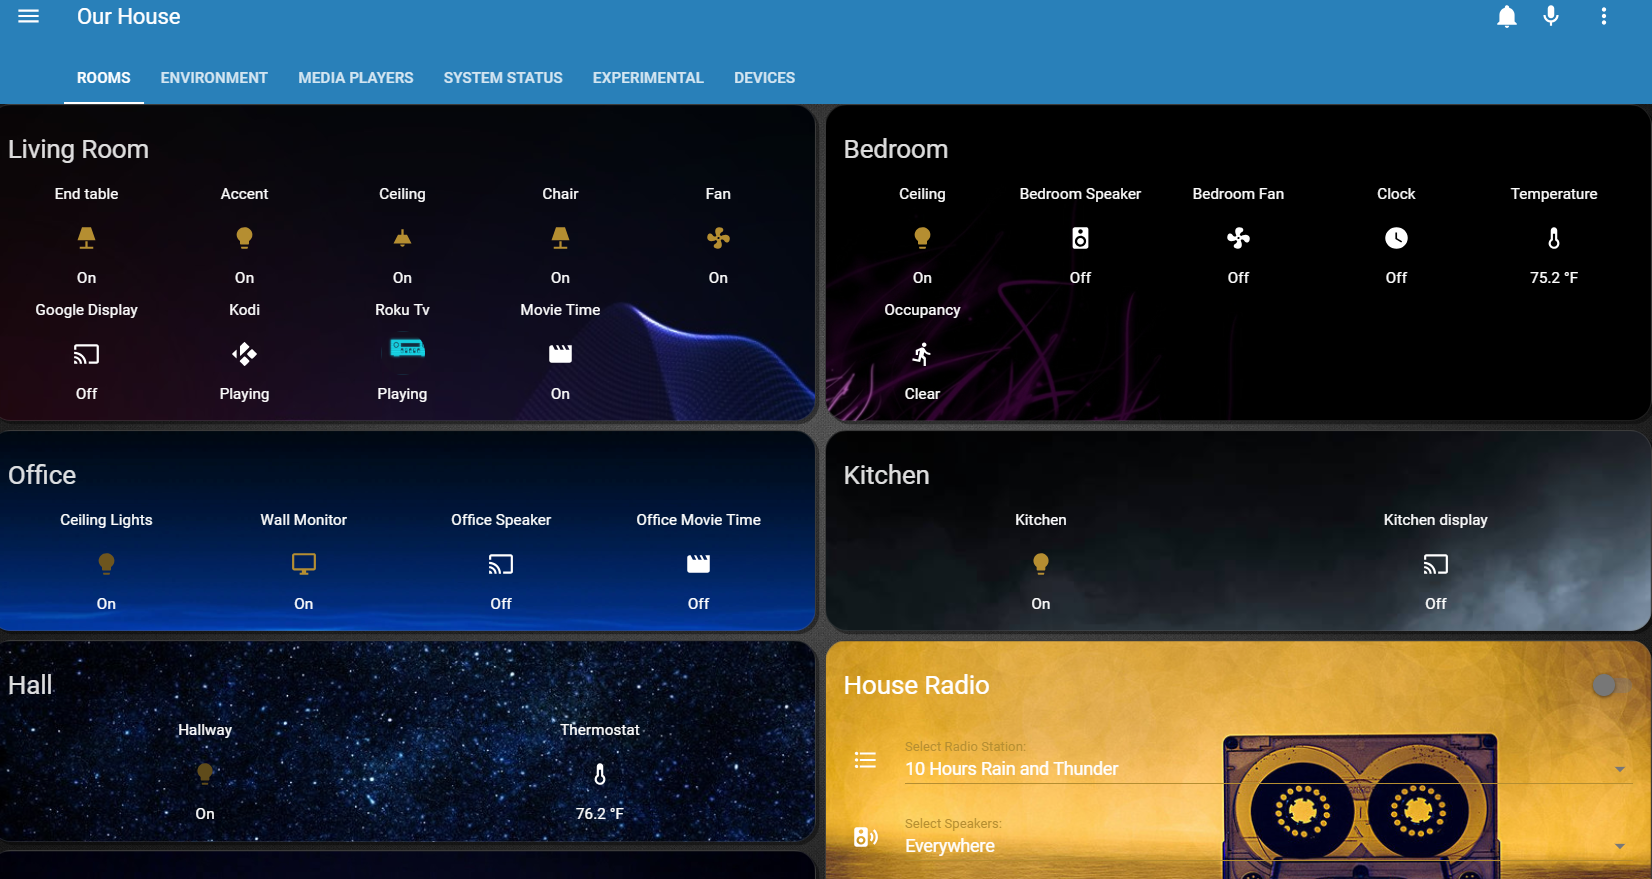 Our House
ROOMS ENVIRONMENT MEDIA PLAYERS SYSTEM STATUS EXPERIMENTAL DEVICES
Living Room
End table Accent Ceiling Chair Fan
On On On On On
Google Display Kodi Roku Tv Movie Time
Off Playing Playing On
Bedroom
Ceiling Bedroom Speaker Bedroom Fan Clock Temperature
On Off Off Off 75.2 °F
Occupancy
Clear
Office
Ceiling Lights Wall Monitor Office Speaker Office Movie Time
On On Off Off
Kitchen
Kitchen Kitchen display
On Off
Hall
Hallway Thermostat
On 76.2 °F
House Radio
Select Radio Station:
10 Hours Rain and Thunder
Select Speakers:
Everywhere